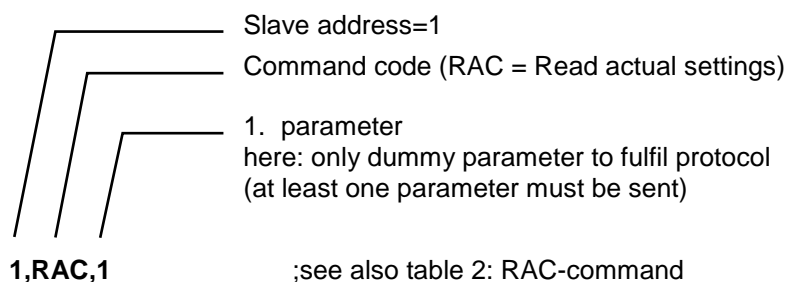 Slave address=1
Command code (RAC = Read actual settings)
1. parameter
here: only dummy parameter to fulfil protocol
(at least one parameter must be sent)
1,RAC,1 ;see also table 2: RAC-command